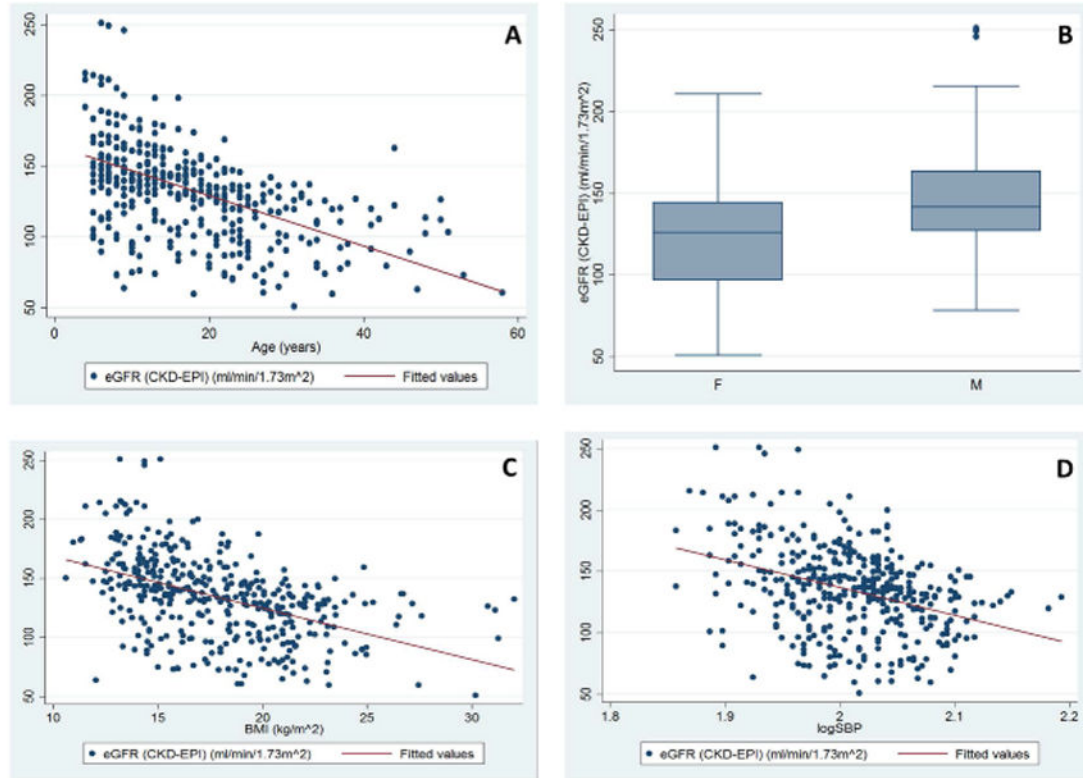 A
250
200
150
100
50
0
20
40
60
Age (years)
eGFR (CKD-EPI) (ml/min/1.73m^2)
Fitted values
B
eGFR (CKD-EPI) (ml/min/1.73m^2)
250
200
150
100
50
F
M
C
250
200
150
100
50
10
15
20
25
30
BMI (kg/m^2)
eGFR (CKD-EPI) (ml/min/1.73m^2)
Fitted values
D
250
200
150
100
50
1.8
1.9
2
2.1
2.2
logSBP
eGFR (CKD-EPI) (ml/min/1.73m^2)
Fitted values